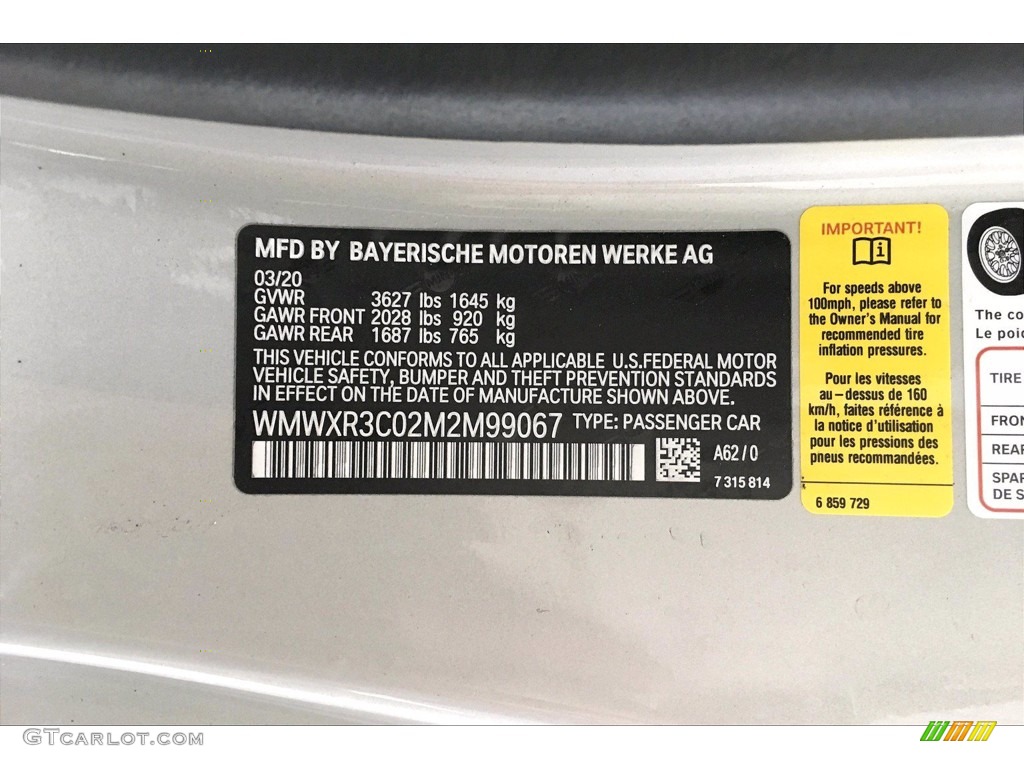 MFD BY BAYERISCHE MOTOREN WERKE AG
03/20
GVWR 3627 lbs 1645 kg
GAWR FRONT 2028 lbs 920 kg
GAWR REAR 1687 lbs 765 kg
THIS VEHICLE CONFORMS TO ALL APPLICABLE U.S.FEDERAL MOTOR
VEHICLE SAFETY, BUMPER AND THEFT PREVENTION STANDARDS
IN EFFECT ON THE DATE OF MANUFACTURE SHOWN ABOVE.
WMWXR3C02M2M99067 TYPE: PASSENGER CAR
A62/0
7 315 814
IMPORTANT!
For speeds above
100mph, please refer to
the Owner's Manual for
recommended tire
inflation pressures.
Pour les vitesses
au-dessus de 160
km/h, faites référence à
la notice d'utilisation
pour les pressions des
pneus recommandées.
6 859 729
The co
Le poid
TIRE
FRON
REAR
SPAR
DE S
GTCARLOT.COM